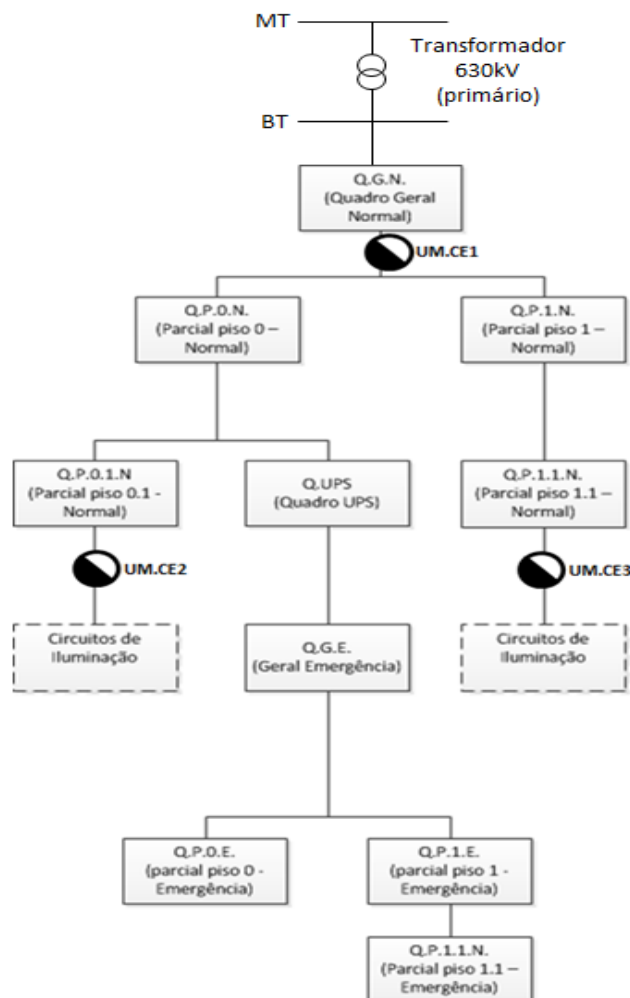 MT
Transformador
630kV
(primário)
BT
Q.G.N.
(Quadro Geral
Normal)
UM.CE1
Q.P.0.N.
(Parcial piso 0 –
Normal)
Q.P.1.N.
(Parcial piso 1 –
Normal)
Q.P.0.1.N
(Parcial piso 0.1 -
Normal)
Q.UPS
(Quadro UPS)
Q.P.1.1.N.
(Parcial piso 1.1 –
Normal)
UM.CE2
UM.CE3
Circuitos de
Iluminação
Q.G.E.
(Geral Emergência)
Circuitos de
Iluminação
Q.P.0.E.
(parcial piso 0 -
Emergência)
Q.P.1.E.
(parcial piso 1 -
Emergência)
Q.P.1.1.N.
(Parcial piso 1.1 –
Emergência)